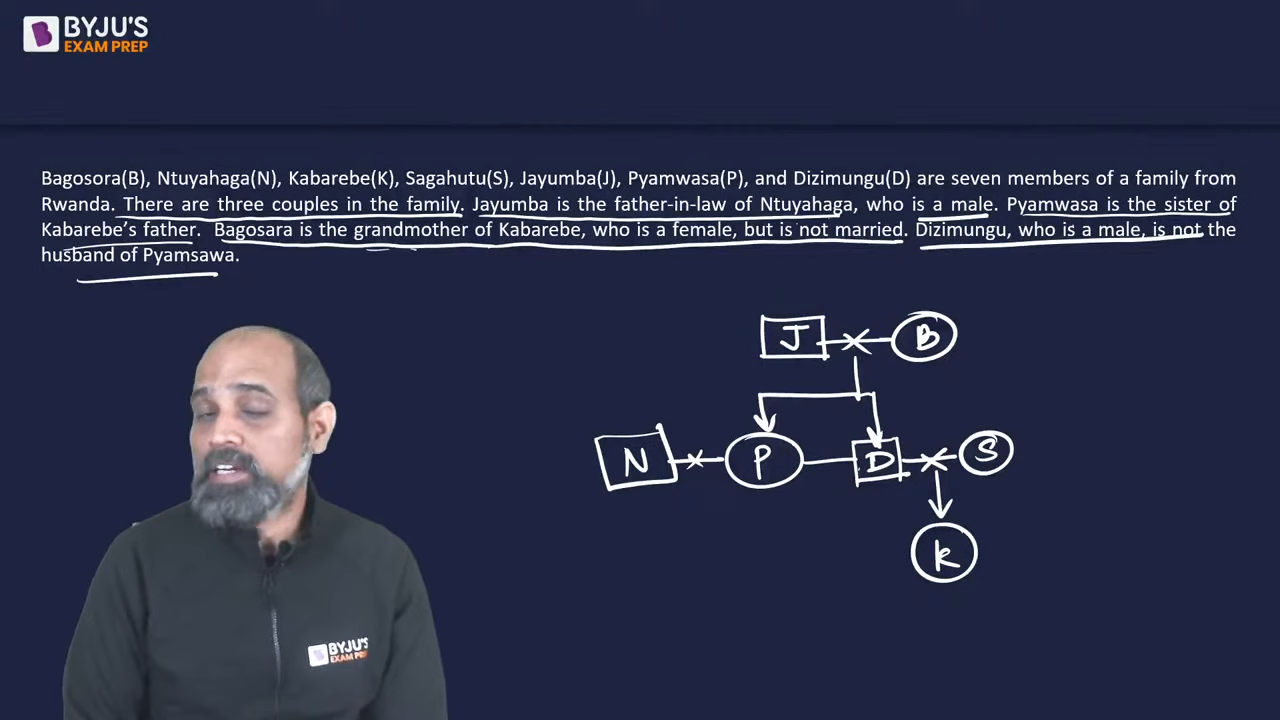 BYJU'S
EXAM PREP
Bagosora(B), Ntuyahaga(N), Kabarebe(K), Sagahutu(S), Jayumba(J), Pyamwasa(P), and Dizimungu(D) are seven members of a family from
Rwanda. There are three couples in the family. Jayumba is the father-in-law of Ntuyahaga, who is a male. Pyamwasa is the sister of
Kabarebe's father. Bagosara is the grandmother of Kabarebe, who is a female, but is not married. Dizimungu, who is a male, is not the
husband of Pyamsawa.
J B
N P D S
K
BYJU'S
EXAM PREP